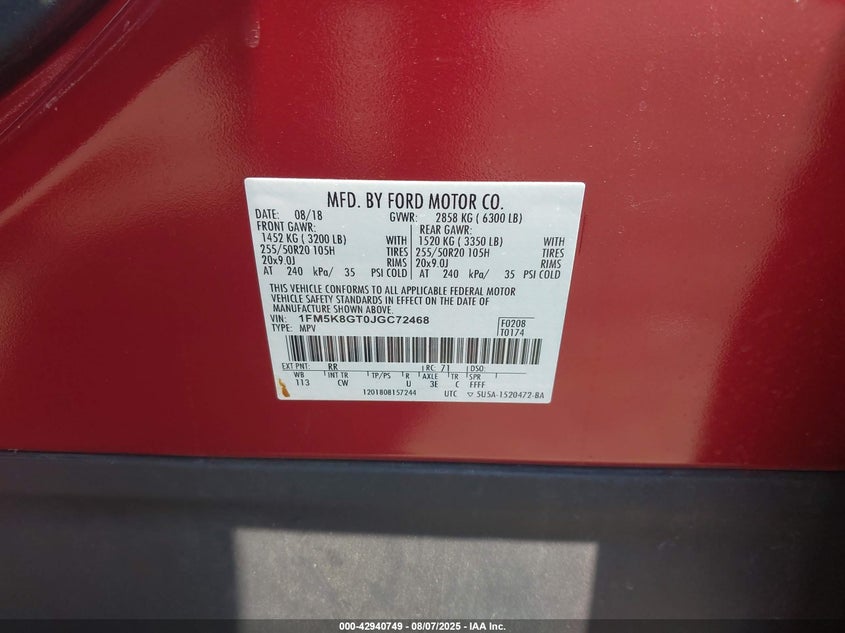 MFD. BY FORD MOTOR CO.
DATE: 08/18 GVWR: 2858 KG ( 6300 LB)
FRONT GAWR: REAR GAWR:
1452 KG ( 3200 LB) WITH 1520 KG ( 3350 LB) WITH
255/50R20 105H TIRES 255/50R20 105H TIRES
20x9.0J RIMS 20x9.0J RIMS
AT 240 kPa/ 35 PSI COLD AT 240 kPa/ 35 PSI COLD
THIS VEHICLE CONFORMS TO ALL APPLICABLE FEDERAL MOTOR
VEHICLE SAFETY STANDARDS IN EFFECT ON THE DATE OF
MANUFACTURE SHOWN ABOVE.
VIN: 1FM5K8GT0JGC72468 F0208
TYPE: MPV T0174
EXT PNT: RR RC: 71 DSO:
WB INT TR TP/PS R AXLE TR SPR
113 CW U 3E C FFFF
1201808157244 UTC ▽ 5U5A-1520472-BA
000-42940749 | 08/07/2025 - IAA Inc.